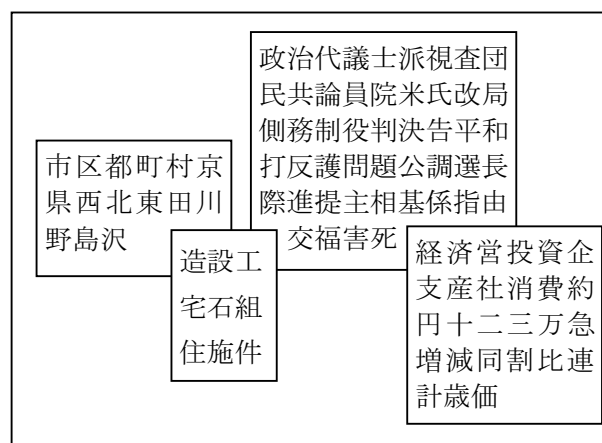 政治代議士派視査団
民共論員院米氏改局
側務制役判決告平和
打反護問題公調選長
際進提主相基係指由
交福害死
市区都町村京
県西北東田川
野島沢
造設工
宅石組
住施件
経済営投資企
支産社消費約
円十二三万急
増減同割比連
計歳価